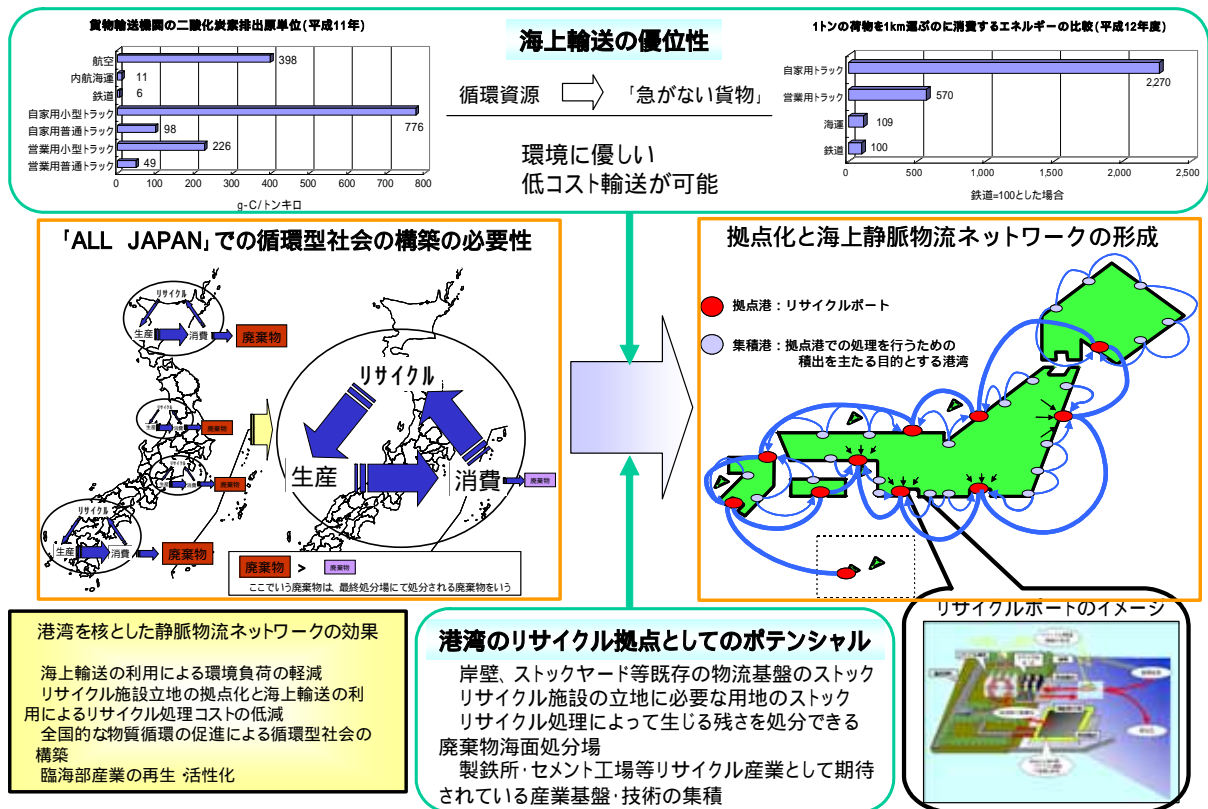 貨物輸送機関の二酸化炭素排出原単位(平成11年)
航空
398
内航海運
11
鉄道
6
自家用小型トラック
776
自家用普通トラック
98
営業用小型トラック
226
営業用普通トラック
49
0 100 200 300 400 500 600 700 800
g-C/トンキロ
海上輸送の優位性
循環資源
「急がない貨物」
環境に優しい
低コスト輸送が可能
1トンの荷物を1km運ぶのに消費するエネルギーの比較(平成12年度)
自家用トラック
2,270
営業用トラック
570
海運
109
鉄道
100
0 500 1,000 1,500 2,000 2,500
鉄道=100とした場合
「ALL JAPAN」での循環型社会の構築の必要性
リサイクル
生産
消費
廃棄物
リサイクル
生産
消費
廃棄物
リサイクル
生産
消費
廃棄物
リサイクル
生産
消費
廃棄物
リサイクル
生産
消費
廃棄物
廃棄物 > 廃棄物
ここでいう廃棄物は、最終処分場にて処分される廃棄物をいう
拠点化と海上静脈物流ネットワークの形成
拠点港:リサイクルポート
集積港:拠点港での処理を行うための
積出を主たる目的とする港湾
港湾を核とした静脈物流ネットワークの効果
海上輸送の利用による環境負荷の軽減
リサイクル施設立地の拠点化と海上輸送の利
用によるリサイクル処理コストの低減
全国的な物質循環の促進による循環型社会の
構築
臨海部産業の再生・活性化
港湾のリサイクル拠点としてのポテンシャル
岸壁、ストックヤード等既存の物流基盤のストック
リサイクル施設の立地に必要な用地のストック
リサイクル処理によって生じる残さを処分できる
廃棄物海面処分場
製鉄所・セメント工場等リサイクル産業として期待
されている産業基盤・技術の集積
リサイクルポートのイメージ